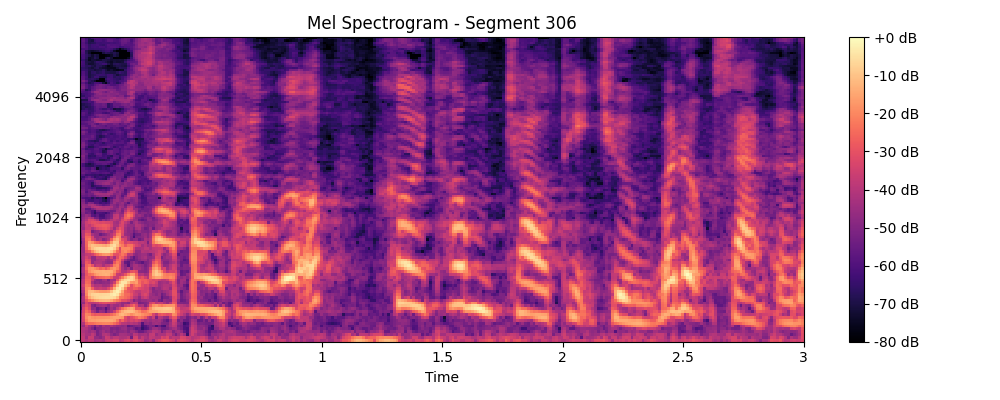 Mel Spectrogram - Segment 306
+0 dB
-10 dB
-20 dB
-30 dB
-40 dB
-50 dB
-60 dB
-70 dB
-80 dB
Frequency
4096
2048
1024
512
0
0 0.5 1 1.5 2 2.5 3
Time